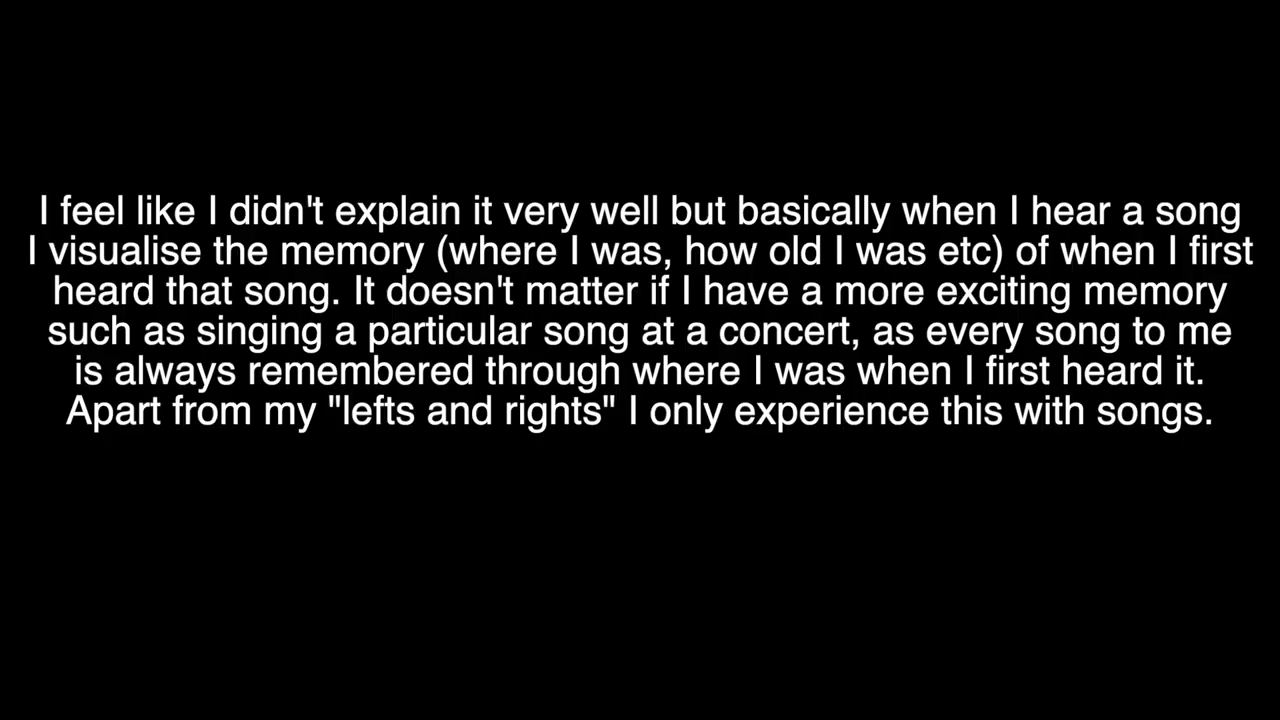 I feel like I didn't explain it very well but basically when I hear a song
I visualise the memory (where I was, how old I was etc) of when I first
heard that song. It doesn't matter if I have a more exciting memory
such as singing a particular song at a concert, as every song to me
is always remembered through where I was when I first heard it.
Apart from my "lefts and rights" I only experience this with songs.